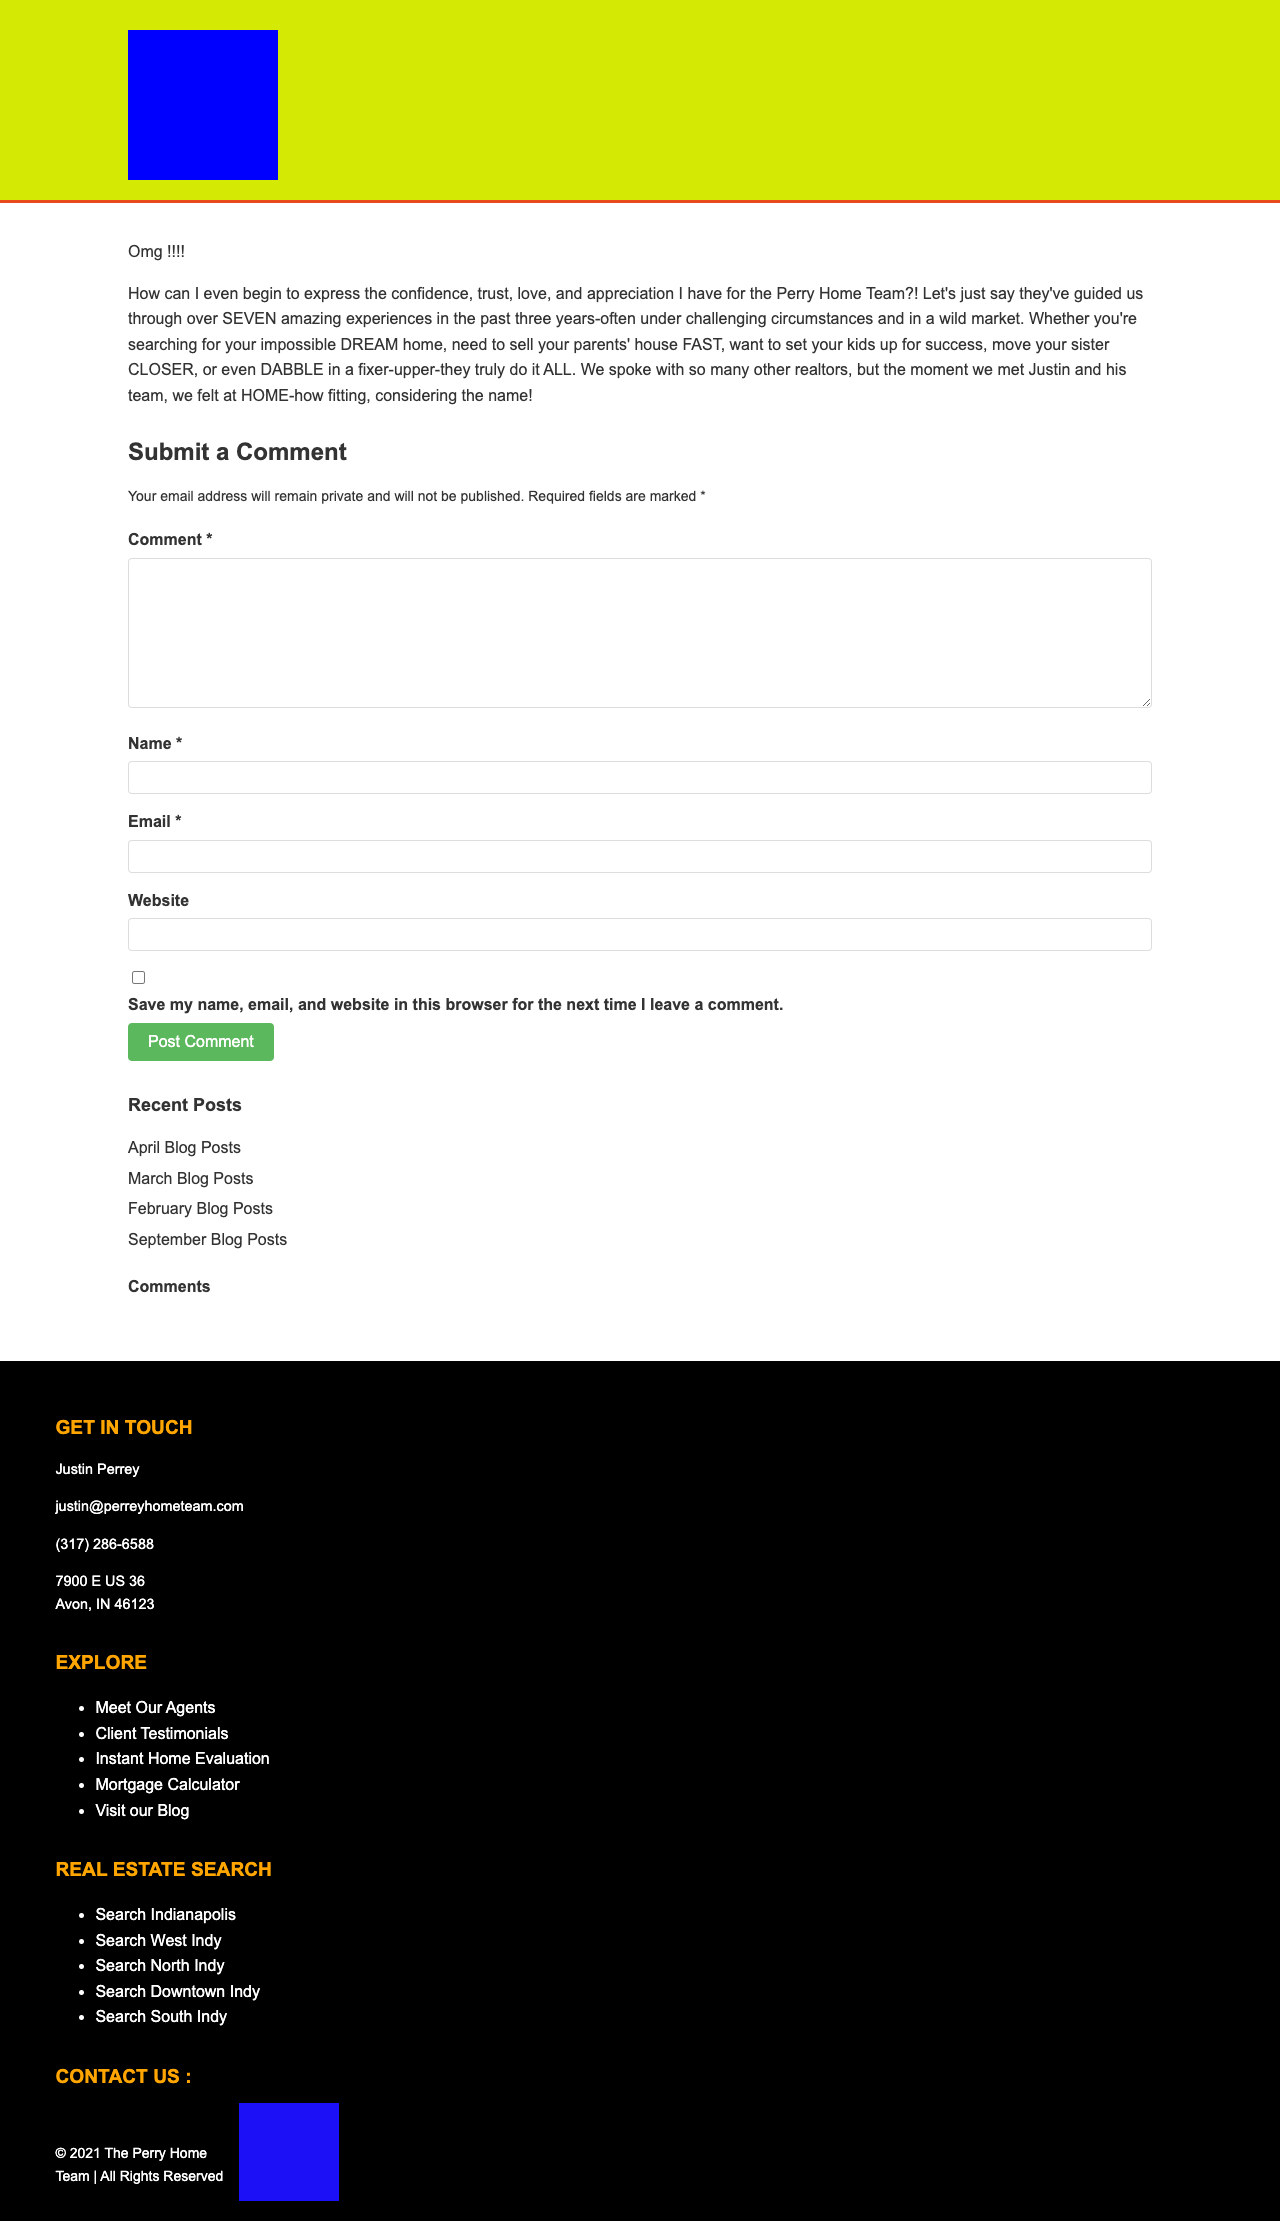 Omg !!!!
How can I even begin to express the confidence, trust, love, and appreciation I have for the Perry Home Team?! Let's just say they've guided us
through over SEVEN amazing experiences in the past three years-often under challenging circumstances and in a wild market. Whether you're
searching for your impossible DREAM home, need to sell your parents' house FAST, want to set your kids up for success, move your sister
CLOSER, or even DABBLE in a fixer-upper-they truly do it ALL. We spoke with so many other realtors, but the moment we met Justin and his
team, we felt at HOME-how fitting, considering the name!
Submit a Comment
Your email address will remain private and will not be published. Required fields are marked *
Comment *
Name *
Email *
Website
Save my name, email, and website in this browser for the next time I leave a comment.
Post Comment
Recent Posts
April Blog Posts
March Blog Posts
February Blog Posts
September Blog Posts
Comments
GET IN TOUCH
Justin Perrey
justin@perreyhometeam.com
(317) 286-6588
7900 E US 36
Avon, IN 46123
EXPLORE
• Meet Our Agents
• Client Testimonials
• Instant Home Evaluation
• Mortgage Calculator
• Visit our Blog
REAL ESTATE SEARCH
• Search Indianapolis
• Search West Indy
• Search North Indy
• Search Downtown Indy
• Search South Indy
CONTACT US :
© 2021 The Perry Home
Team | All Rights Reserved